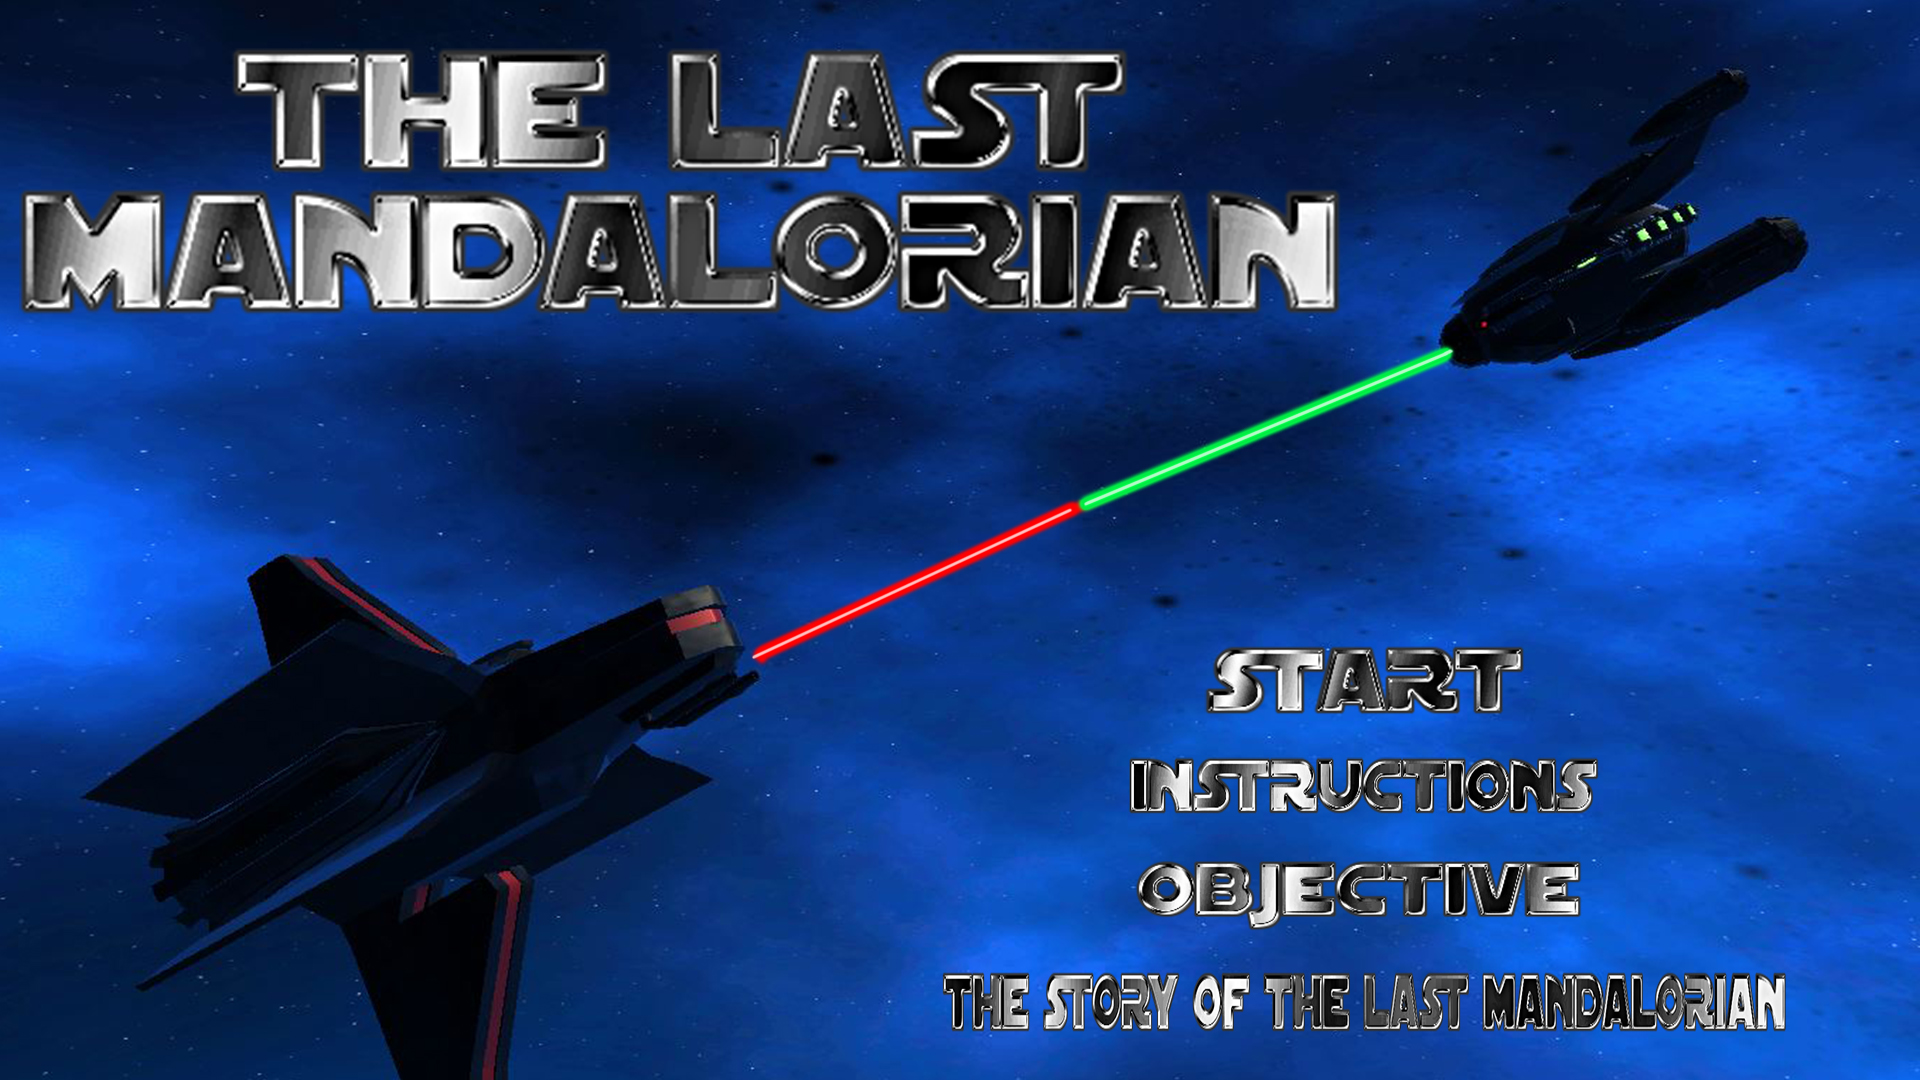 THE LAST
MANDALORIAN
START
INSTRUCTIONS
OBJECTIVE
THE STORY OF THE LAST MANDALORIAN